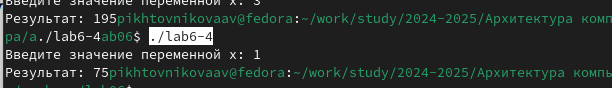 Введите значение переменной x: 3
Результат: 195pikhtovnikovaav@fedora:~/work/study/2024-2025/Архитектура комп
ра/a./lab6-4ab06$ ./lab6-4
Введите значение переменной x: 1
Результат: 75pikhtovnikovaav@fedora:~/work/study/2024-2025/Архитектура компь